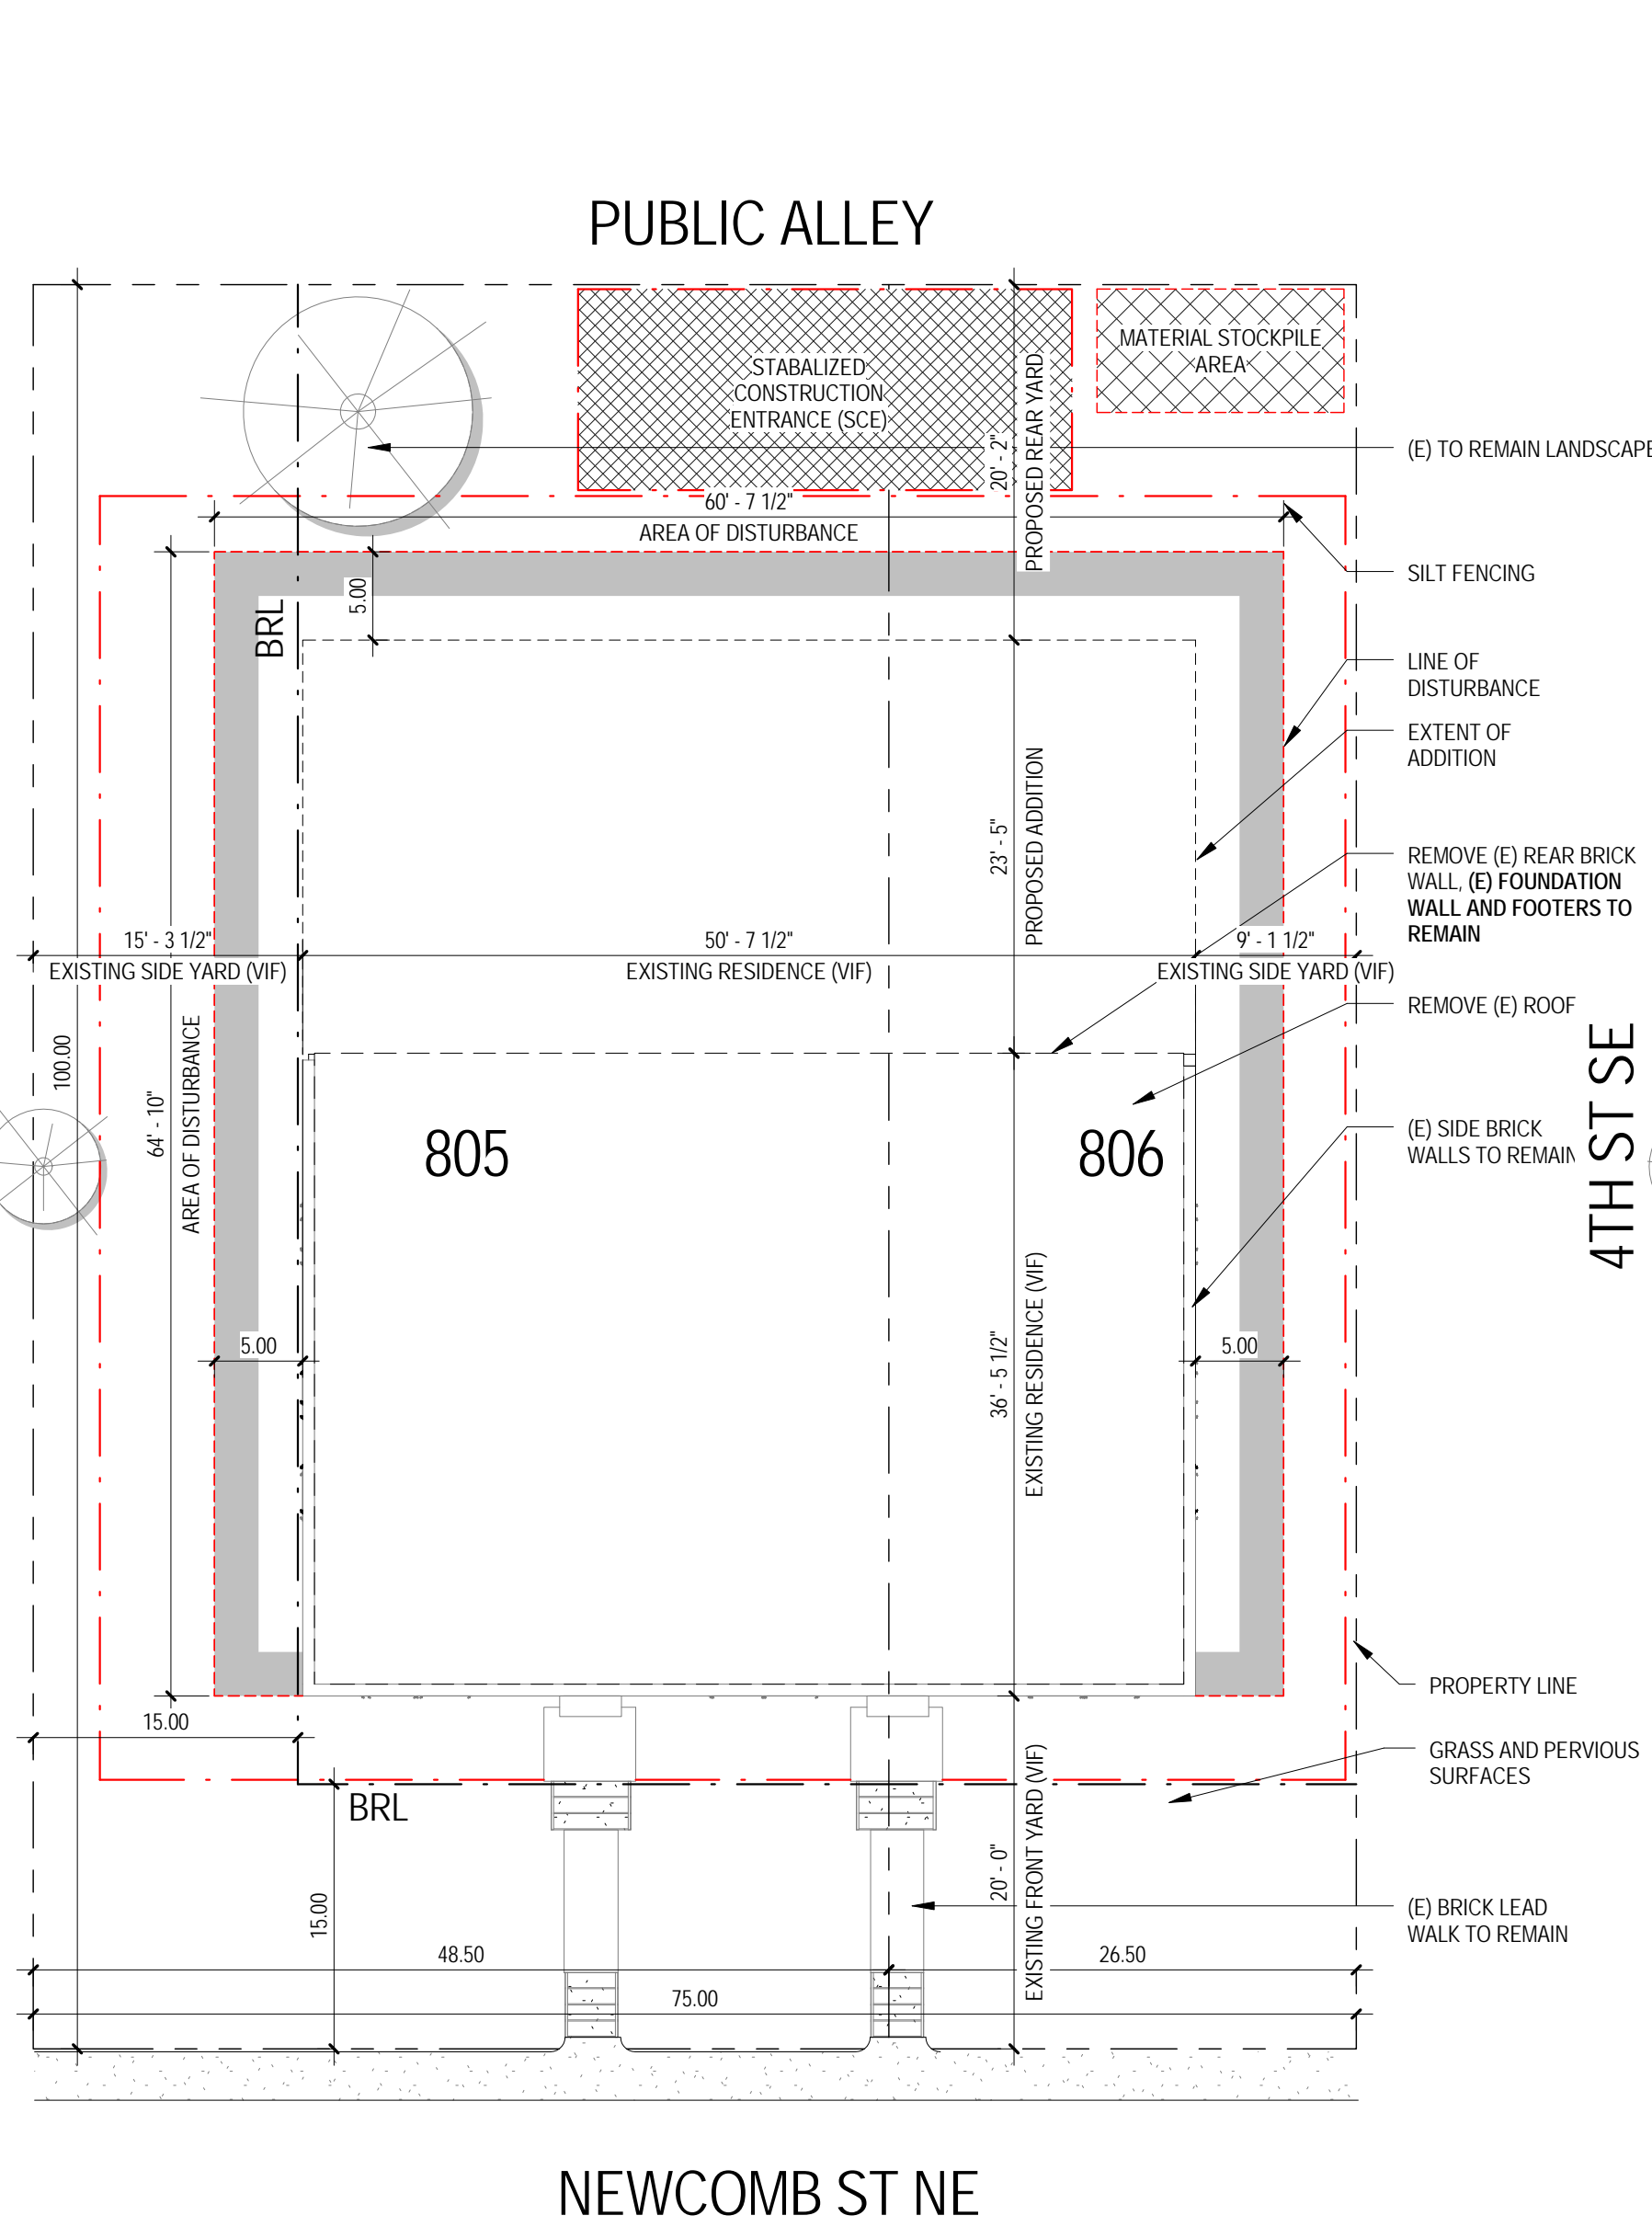 PUBLIC ALLEY
MATERIAL STOCKPILE
AREA
STABALIZED
CONSTRUCTION
ENTRANCE (SCE)
20' - 2"
PROPOSED REAR YARD
(E) TO REMAIN LANDSCAPE
60' - 7 1/2"
AREA OF DISTURBANCE
SILT FENCING
5.00
BRL
LINE OF
DISTURBANCE
EXTENT OF
ADDITION
23' - 5"
PROPOSED ADDITION
REMOVE (E) REAR BRICK
WALL, (E) FOUNDATION
WALL AND FOOTERS TO
REMAIN
15' - 3 1/2"
EXISTING SIDE YARD (VIF)
50' - 7 1/2"
EXISTING RESIDENCE (VIF)
9' - 1 1/2"
EXISTING SIDE YARD (VIF)
REMOVE (E) ROOF
100.00
64' - 10"
AREA OF DISTURBANCE
805
806
(E) SIDE BRICK
WALLS TO REMAIN
4TH ST SE
5.00
36' - 5 1/2"
EXISTING RESIDENCE (VIF)
5.00
PROPERTY LINE
15.00
GRASS AND PERVIOUS
SURFACES
BRL
15.00
20' - 0"
EXISTING FRONT YARD (VIF)
(E) BRICK LEAD
WALK TO REMAIN
48.50
26.50
75.00
NEWCOMB ST NE